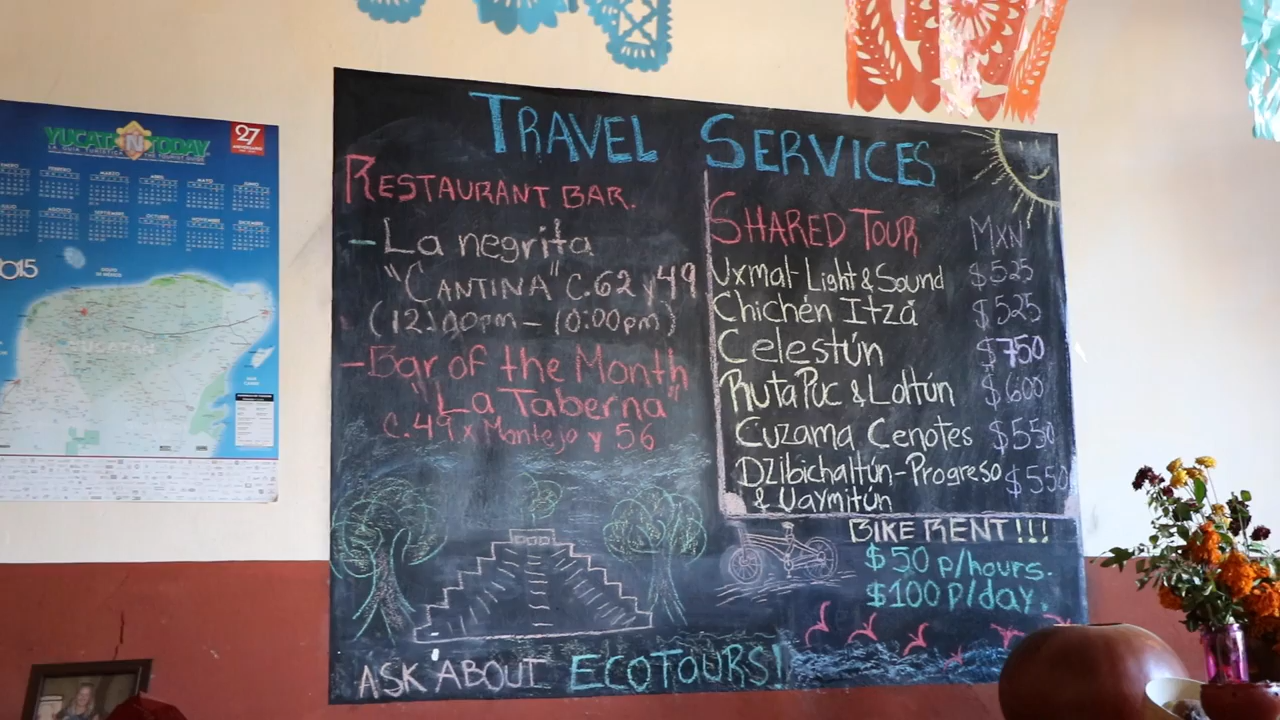 YUCATAN TODAY
27
2015
TRAVEL SERVICES
RESTAURANT BAR.
- La negrita
"CANTINA" C.62 y 49
(12:00pm - 10:00pm)
- Bar of the Month
"La Taberna"
C.49 x Montejo y 56
SHARED TOUR MXN
Uxmal-Light & Sound $525
Chichén Itzá $525
Celestún $750
Ruta Puc & Loltún $600
Cuzama Cenotes $550
Dzibichaltún-Progreso $550
& Uaymitún
BIKE RENT!!!
$50 p/hours.
$100 p/day.
ASK ABOUT ECOTOURS!